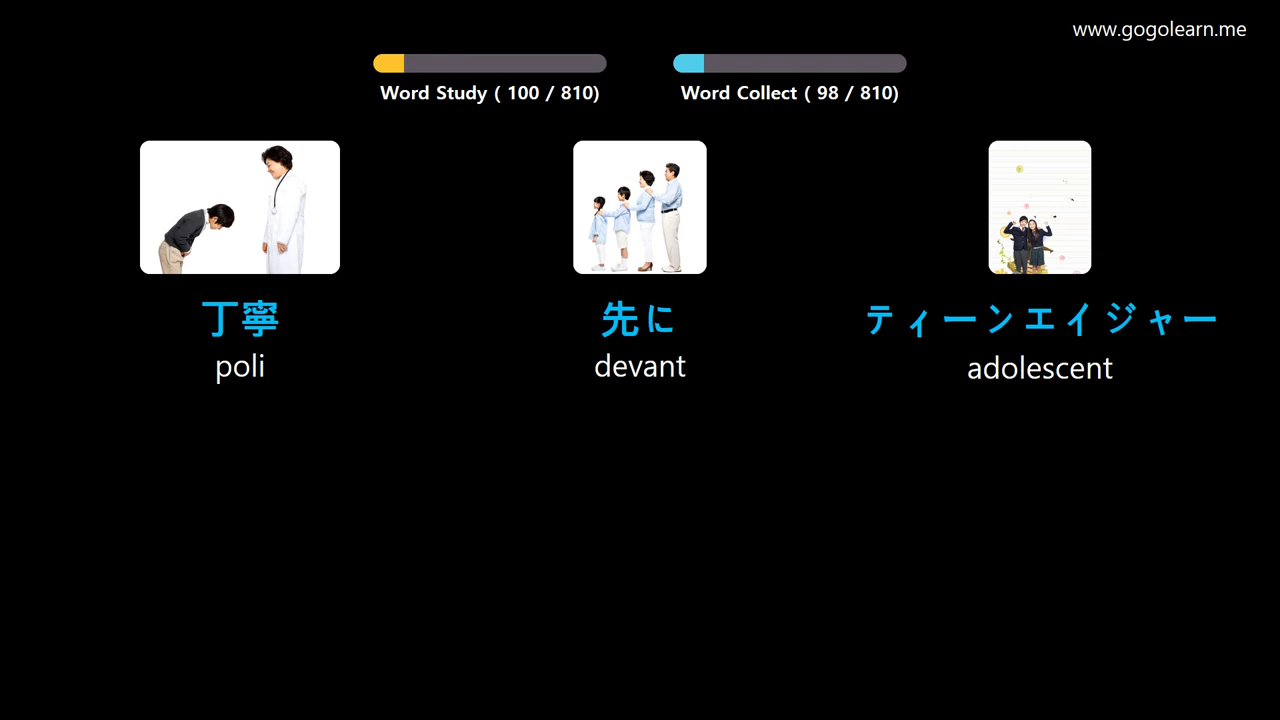 www.gogolearn.me
Word Study ( 100 / 810)
Word Collect ( 98 / 810)
丁寧
先に
ティーンエイジャー
poli
devant
adolescent